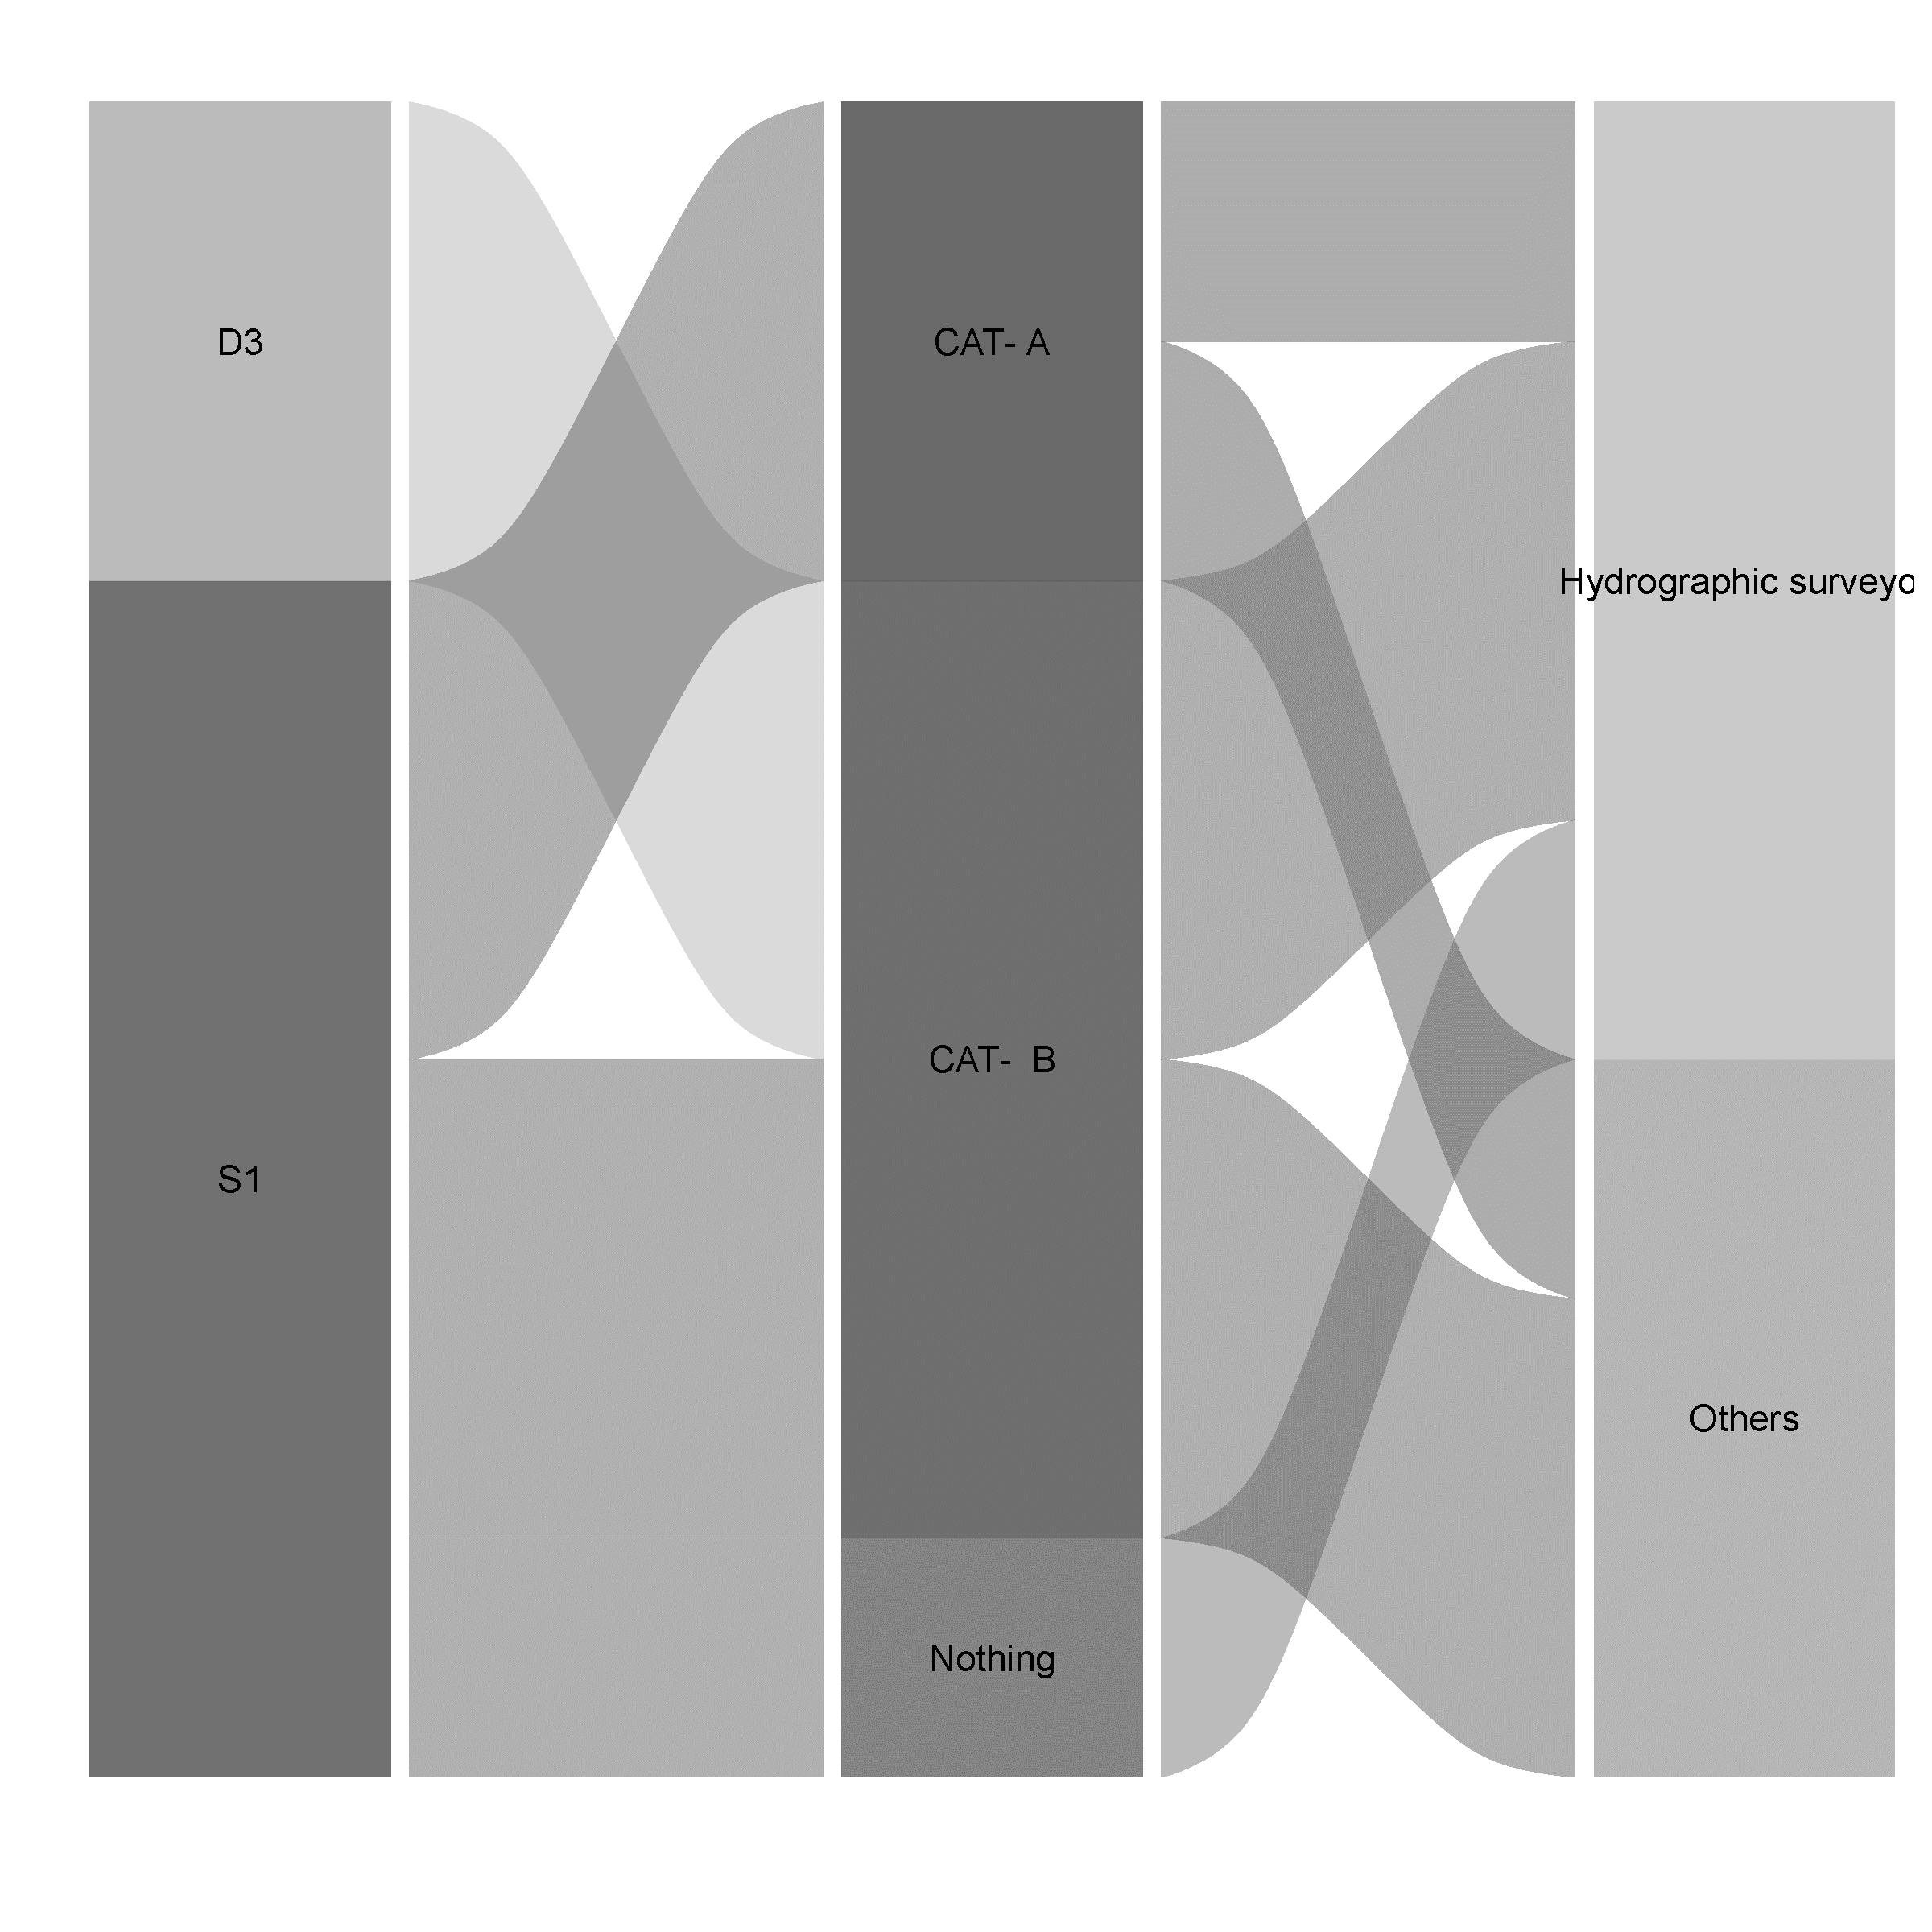 D3
CAT- A
Hydrographic surveyo
CAT-  B
S1
Others
Nothing